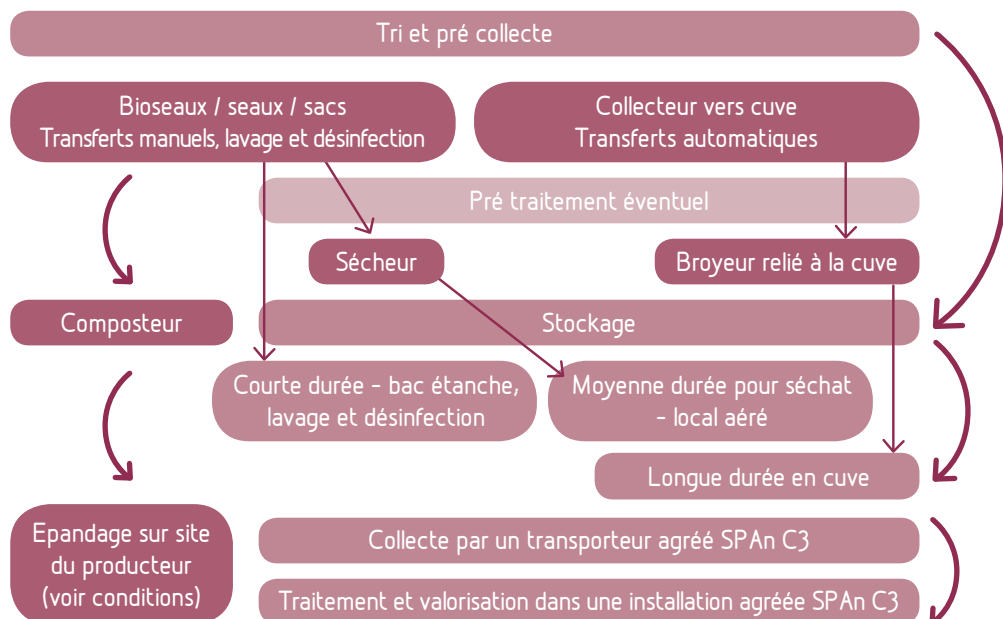 Tri et pré collecte
Bioseaux / seaux / sacs
Transferts manuels, lavage et désinfection
Collecteur vers cuve
Transferts automatiques
Pré traitement éventuel
Sécheur
Broyeur relié à la cuve
Composteur
Stockage
Courte durée - bac étanche,
lavage et désinfection
Moyenne durée pour séchat
- local aéré
Longue durée en cuve
Epandage sur site
du producteur
(voir conditions)
Collecte par un transporteur agréé SPAn C3
Traitement et valorisation dans une installation agréée SPAn C3